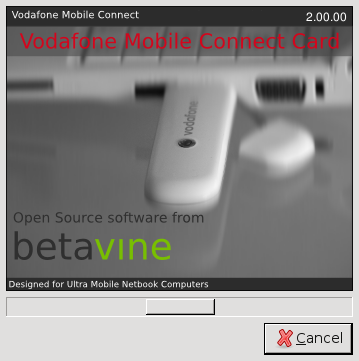 Vodafone Mobile Connect 2.00.00
Vodafone Mobile Connect Card
vodafone
Open Source software from
betavine
Designed for Ultra Mobile Netbook Computers
Cancel